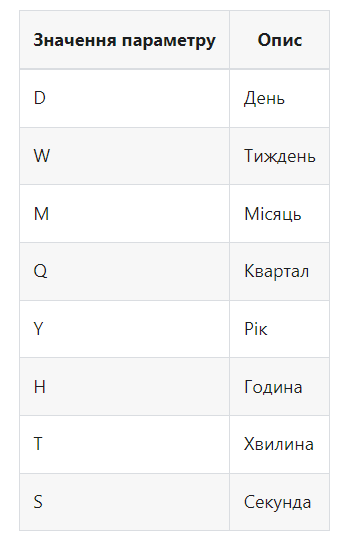 Значення параметру Опис
D День
W Тиждень
M Місяць
Q Квартал
Y Рік
H Година
T Хвилина
S Секунда